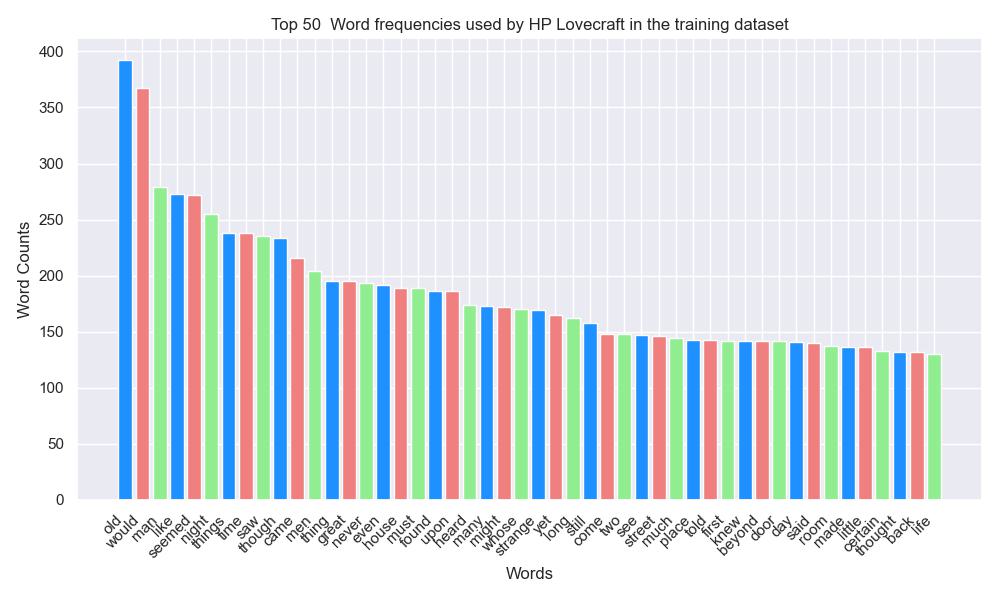 Top 50  Word frequencies used by HP Lovecraft in the training dataset
400
350
300
250
200
150
100
50
0
Word Counts
old
would
man
like
seemed
night
things
time
saw
though
came
men
thing
great
never
even
house
must
found
upon
heard
many
might
whose
strange
yet
long
still
come
two
see
street
much
place
told
first
knew
beyond
door
day
said
room
made
little
certain
thought
back
life
Words